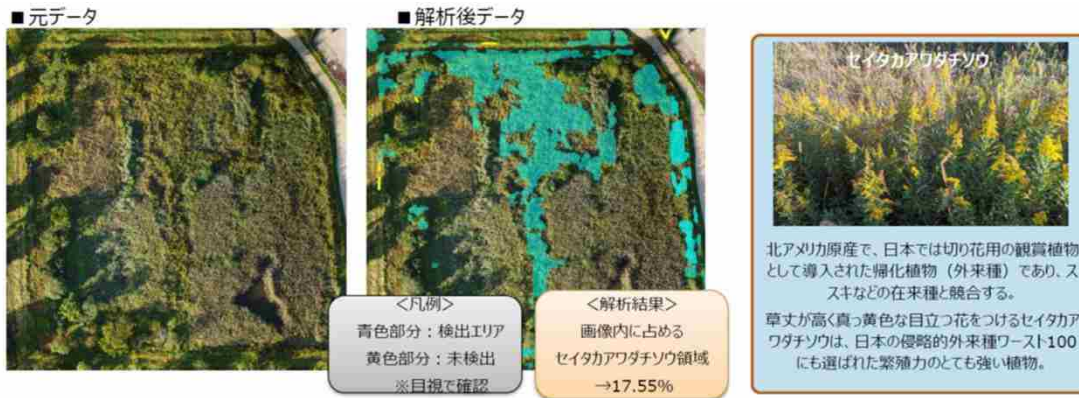 ■元データ
■解析後データ
<凡例>
青色部分：検出エリア
黄色部分：未検出
※目視で確認
<解析結果>
画像内に占める
セイタカアワダチソウ領域
→17.55%
セイタカアワダチソウ
北アメリカ原産で、日本では切り花用の観賞植物
として導入された帰化植物（外来種）であり、ス
スキなどの在来種と競合する。
草丈が高く真っ黄色な目立つ花をつけるセイタカア
ワダチソウは、日本の侵略的外来種ワースト100
にも選ばれた繁殖力のとても強い植物。